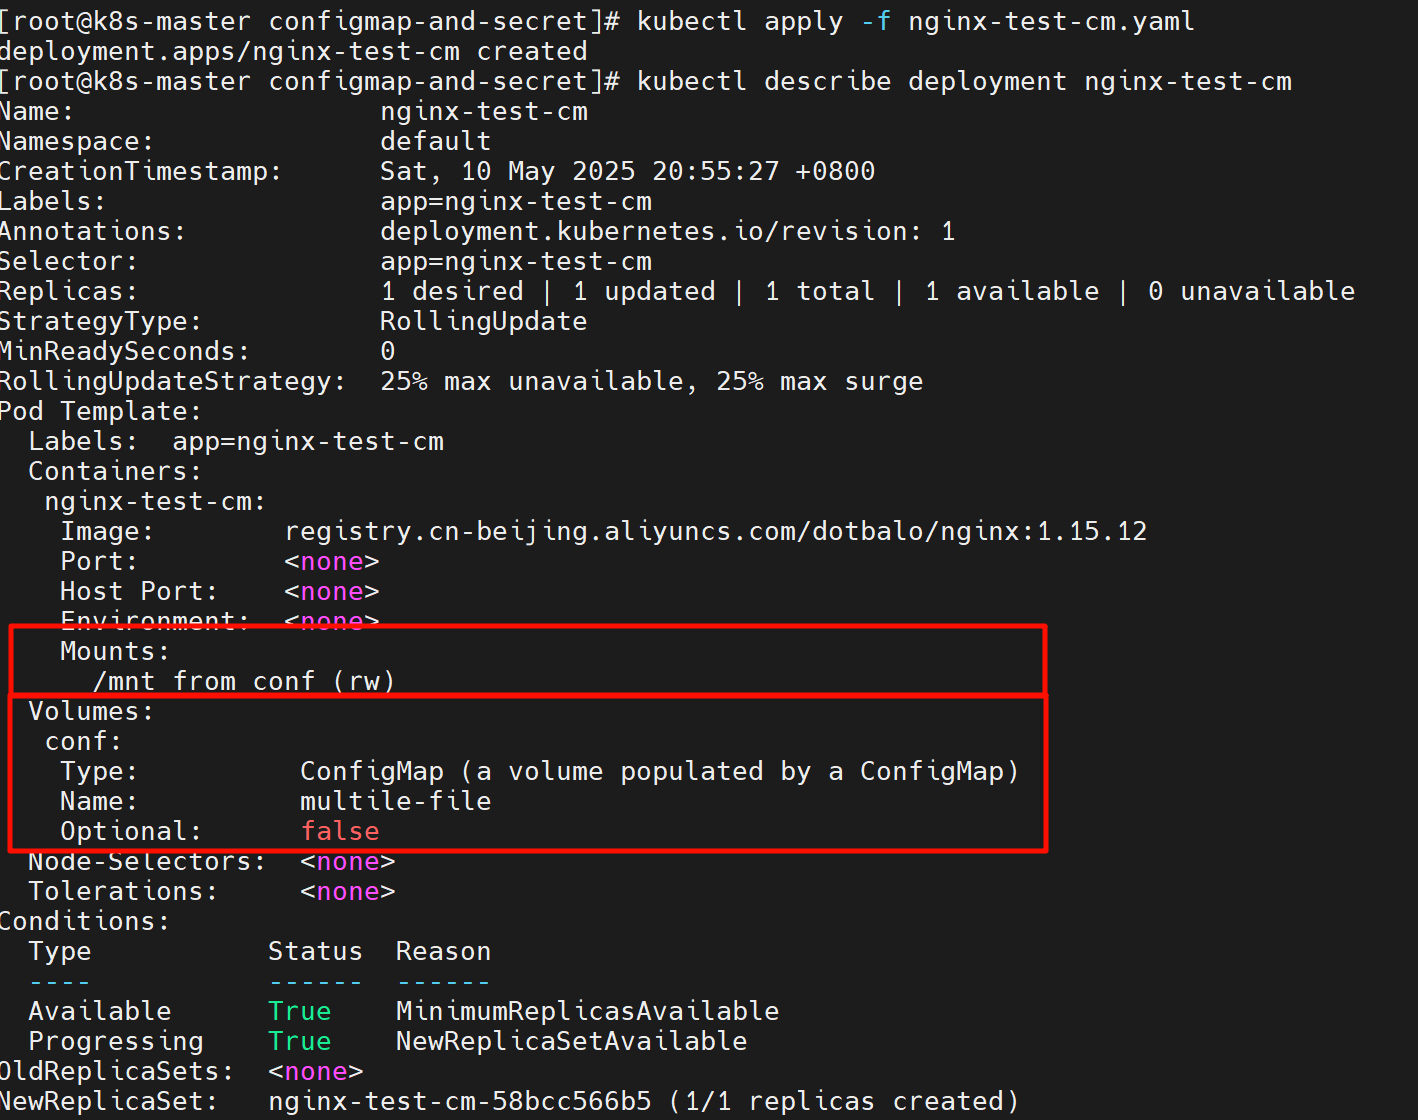 [root@k8s-master configmap-and-secret]# kubectl apply -f nginx-test-cm.yaml
deployment.apps/nginx-test-cm created
[root@k8s-master configmap-and-secret]# kubectl describe deployment nginx-test-cm
Name:                   nginx-test-cm
Namespace:              default
CreationTimestamp:      Sat, 10 May 2025 20:55:27 +0800
Labels:                 app=nginx-test-cm
Annotations:            deployment.kubernetes.io/revision: 1
Selector:               app=nginx-test-cm
Replicas:               1 desired | 1 updated | 1 total | 1 available | 0 unavailable
StrategyType:           RollingUpdate
MinReadySeconds:        0
RollingUpdateStrategy:  25% max unavailable, 25% max surge
Pod Template:
  Labels:  app=nginx-test-cm
  Containers:
   nginx-test-cm:
    Image:        registry.cn-beijing.aliyuncs.com/dotbalo/nginx:1.15.12
    Port:         <none>
    Host Port:    <none>
    Environment:  <none>
    Mounts:
      /mnt from conf (rw)
  Volumes:
   conf:
    Type:          ConfigMap (a volume populated by a ConfigMap)
    Name:          multile-file
    Optional:      false
  Node-Selectors:  <none>
  Tolerations:     <none>
Conditions:
  Type           Status  Reason
  ----           ------  ------
  Available      True    MinimumReplicasAvailable
  Progressing    True    NewReplicaSetAvailable
OldReplicaSets:  <none>
NewReplicaSet:   nginx-test-cm-58bcc566b5 (1/1 replicas created)